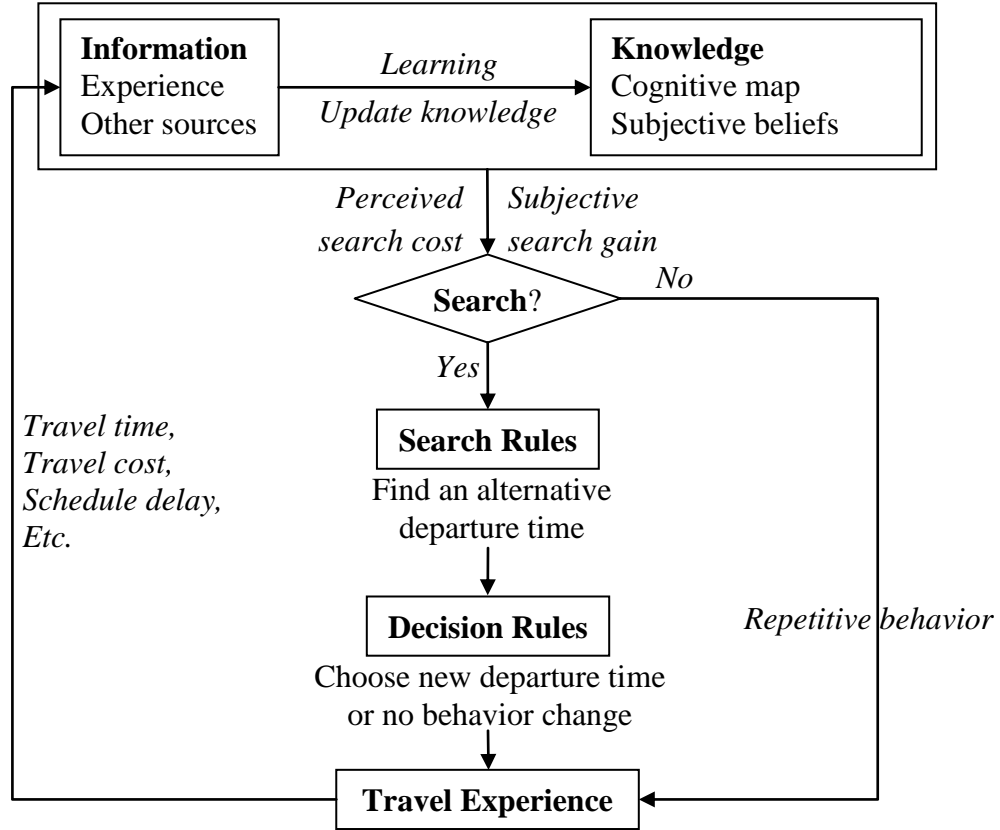 Information
Experience
Other sources
Learning
Update knowledge
Knowledge
Cognitive map
Subjective beliefs
Perceived
search cost
Subjective
search gain
Search?
No
Yes
Search Rules
Find an alternative
departure time
Travel time,
Travel cost,
Schedule delay,
Etc.
Decision Rules
Choose new departure time
or no behavior change
Repetitive behavior
Travel Experience